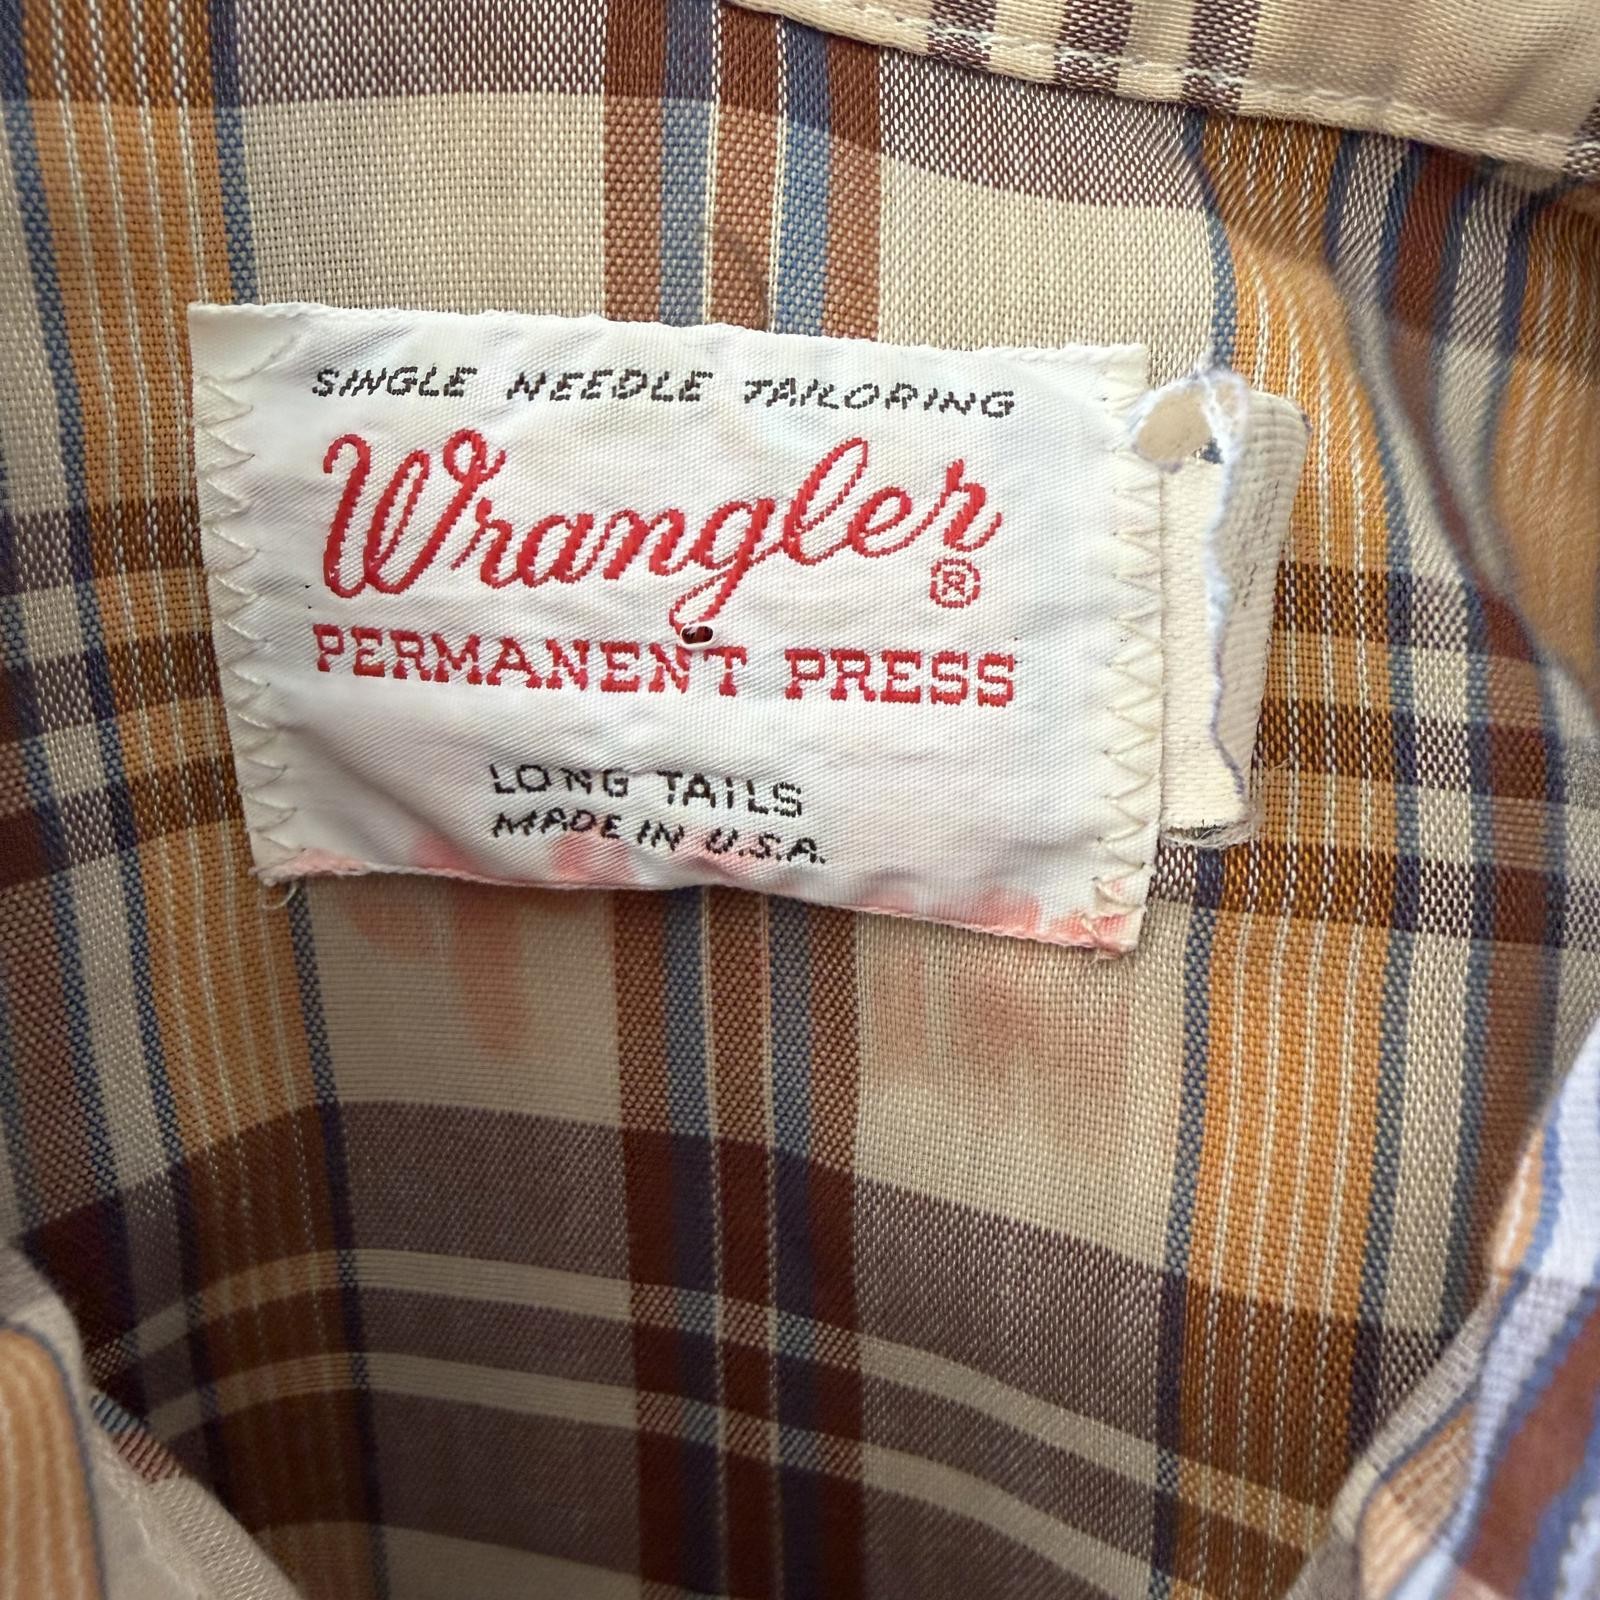 SINGLE NEEDLE TAILORING
Wrangler®
PERMANENT PRESS
LONG TAILS
MADE IN U.S.A.